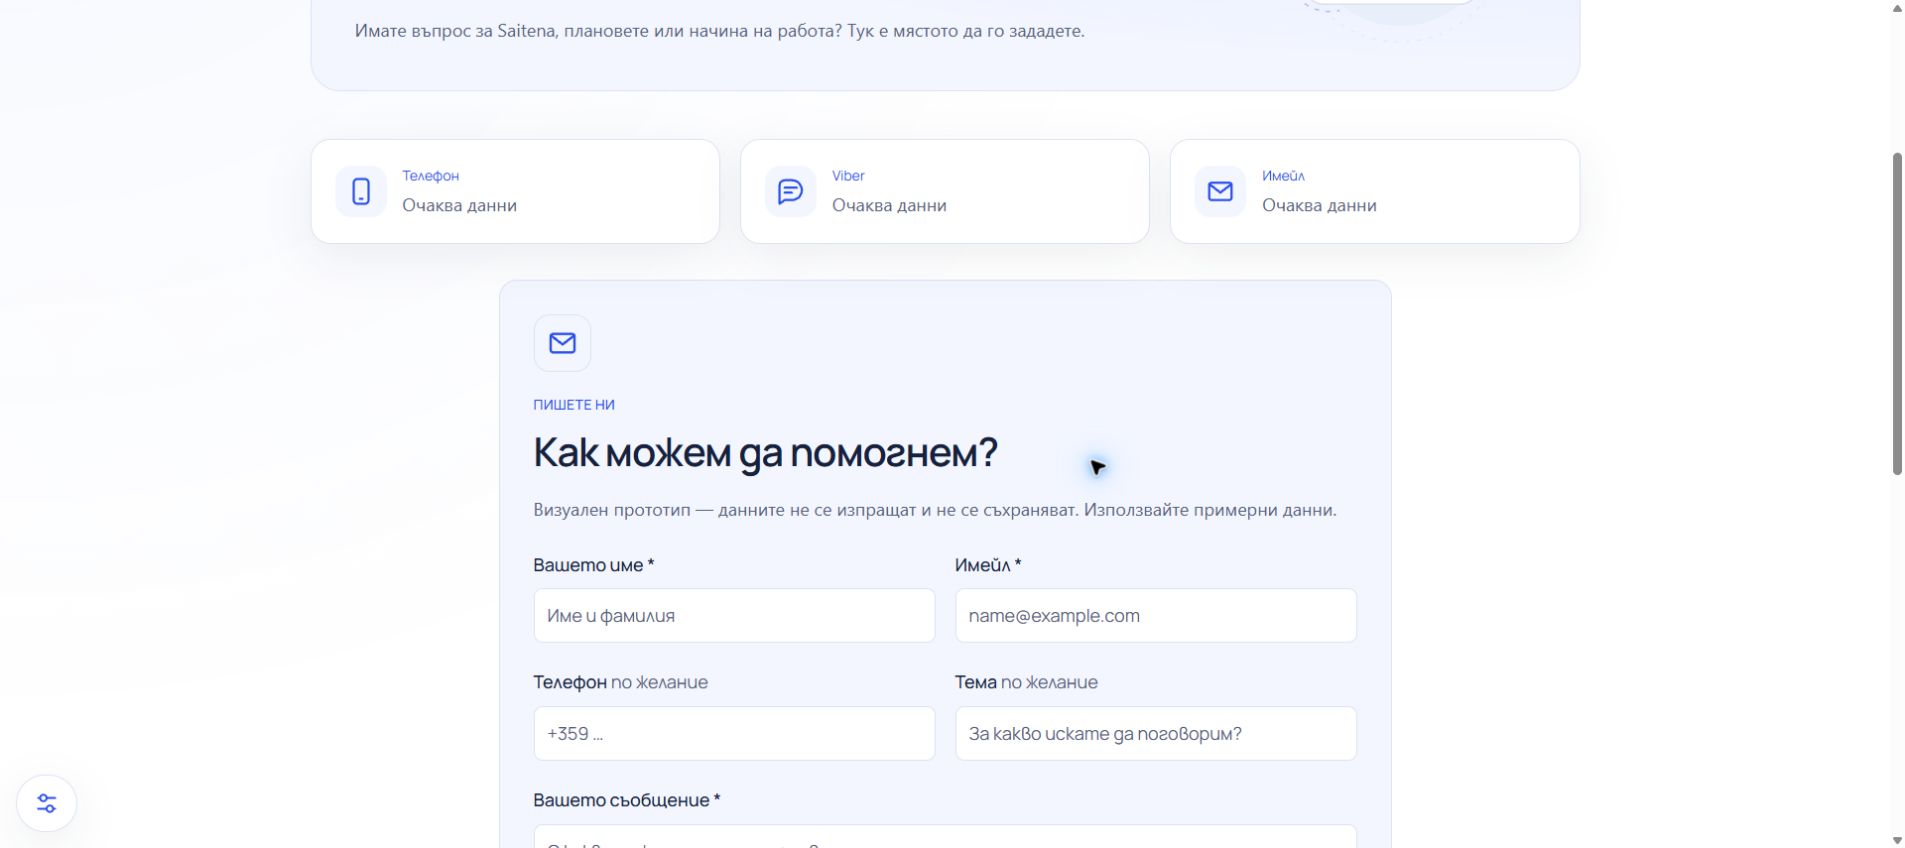 Имате въпрос за Saitena, плановете или начина на работа? Тук е мястото да го зададете.
Телефон
Очаква данни
Viber
Очаква данни
Имейл
Очаква данни
ПИШЕТЕ НИ
Как можем да помогнем?
Визуален прототип — данните не се изпращат и не се съхраняват. Използвайте примерни данни.
Вашето име *
Име и фамилия
Имейл *
name@example.com
Телефон по желание
+359 ...
Тема по желание
За какво искате да поговорим?
Вашето съобщение *